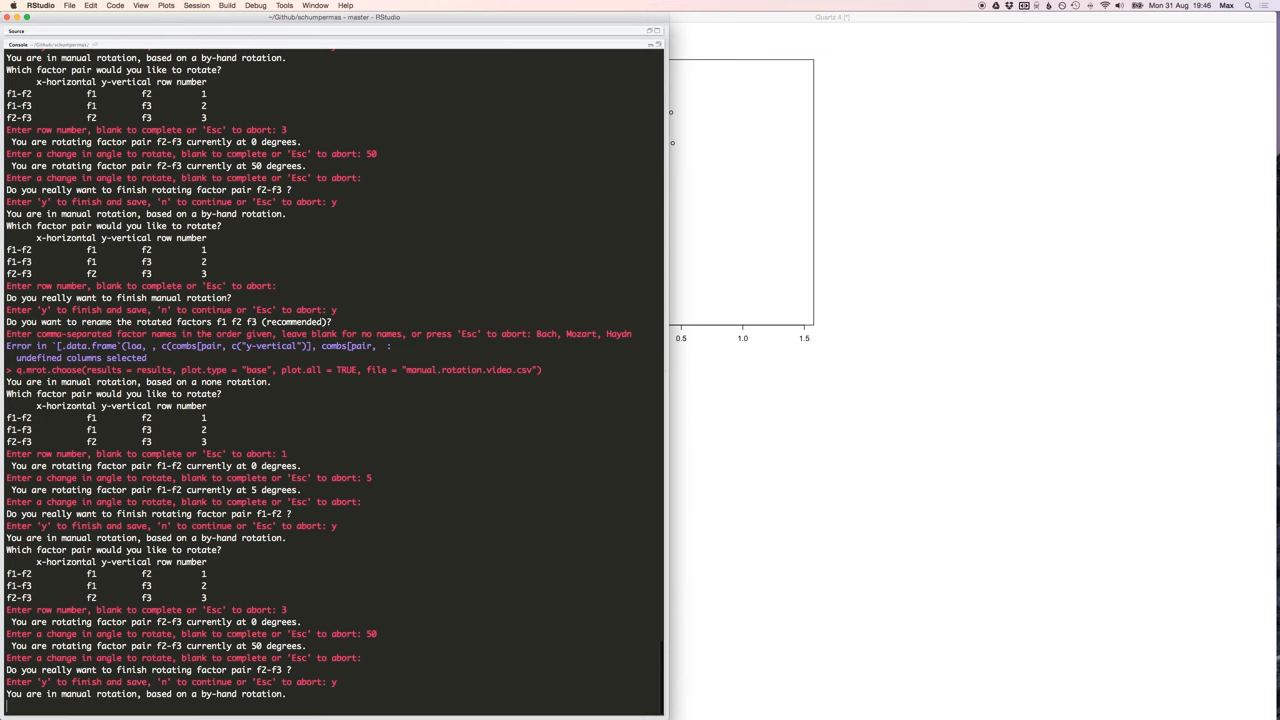 RStudio File Edit Code View Plots Session Build Debug Tools Window Help Mon 31 Aug 19:46 Max
~/Github/schumpermas - master - RStudio
Quartz 4 [*]
Source
Console ~/Github/schumpermas/
You are in manual rotation, based on a by-hand rotation.
Which factor pair would you like to rotate?
x-horizontal y-vertical row number
f1-f2 f1 f2 1
f1-f3 f1 f3 2
f2-f3 f2 f3 3
Enter row number, blank to complete or 'Esc' to abort: 3
You are rotating factor pair f2-f3 currently at 0 degrees.
Enter a change in angle to rotate, blank to complete or 'Esc' to abort: 50
You are rotating factor pair f2-f3 currently at 50 degrees.
Enter a change in angle to rotate, blank to complete or 'Esc' to abort:
Do you really want to finish rotating factor pair f2-f3 ?
Enter 'y' to finish and save, 'n' to continue or 'Esc' to abort: y
You are in manual rotation, based on a by-hand rotation.
Which factor pair would you like to rotate?
x-horizontal y-vertical row number
f1-f2 f1 f2 1
f1-f3 f1 f3 2
f2-f3 f2 f3 3
Enter row number, blank to complete or 'Esc' to abort:
Do you really want to finish manual rotation?
Enter 'y' to finish and save, 'n' to continue or 'Esc' to abort: y
Do you want to rename the rotated factors f1 f2 f3 (recommended)?
Enter comma-separated factor names in the order given, leave blank for no names, or press 'Esc' to abort: Bach, Mozart, Haydn
Error in `[.data.frame`(loa, , c(combs[pair, c("y-vertical")], combs[pair,  :
undefined columns selected
> q.mrot.choose(results = results, plot.type = "base", plot.all = TRUE, file = "manual.rotation.video.csv")
You are in manual rotation, based on a none rotation.
Which factor pair would you like to rotate?
x-horizontal y-vertical row number
f1-f2 f1 f2 1
f1-f3 f1 f3 2
f2-f3 f2 f3 3
Enter row number, blank to complete or 'Esc' to abort: 1
You are rotating factor pair f1-f2 currently at 0 degrees.
Enter a change in angle to rotate, blank to complete or 'Esc' to abort: 5
You are rotating factor pair f1-f2 currently at 5 degrees.
Enter a change in angle to rotate, blank to complete or 'Esc' to abort:
Do you really want to finish rotating factor pair f1-f2 ?
Enter 'y' to finish and save, 'n' to continue or 'Esc' to abort: y
You are in manual rotation, based on a by-hand rotation.
Which factor pair would you like to rotate?
x-horizontal y-vertical row number
f1-f2 f1 f2 1
f1-f3 f1 f3 2
f2-f3 f2 f3 3
Enter row number, blank to complete or 'Esc' to abort: 3
You are rotating factor pair f2-f3 currently at 0 degrees.
Enter a change in angle to rotate, blank to complete or 'Esc' to abort: 50
You are rotating factor pair f2-f3 currently at 50 degrees.
Enter a change in angle to rotate, blank to complete or 'Esc' to abort:
Do you really want to finish rotating factor pair f2-f3 ?
Enter 'y' to finish and save, 'n' to continue or 'Esc' to abort: y
You are in manual rotation, based on a by-hand rotation.
0.5 1.0 1.5